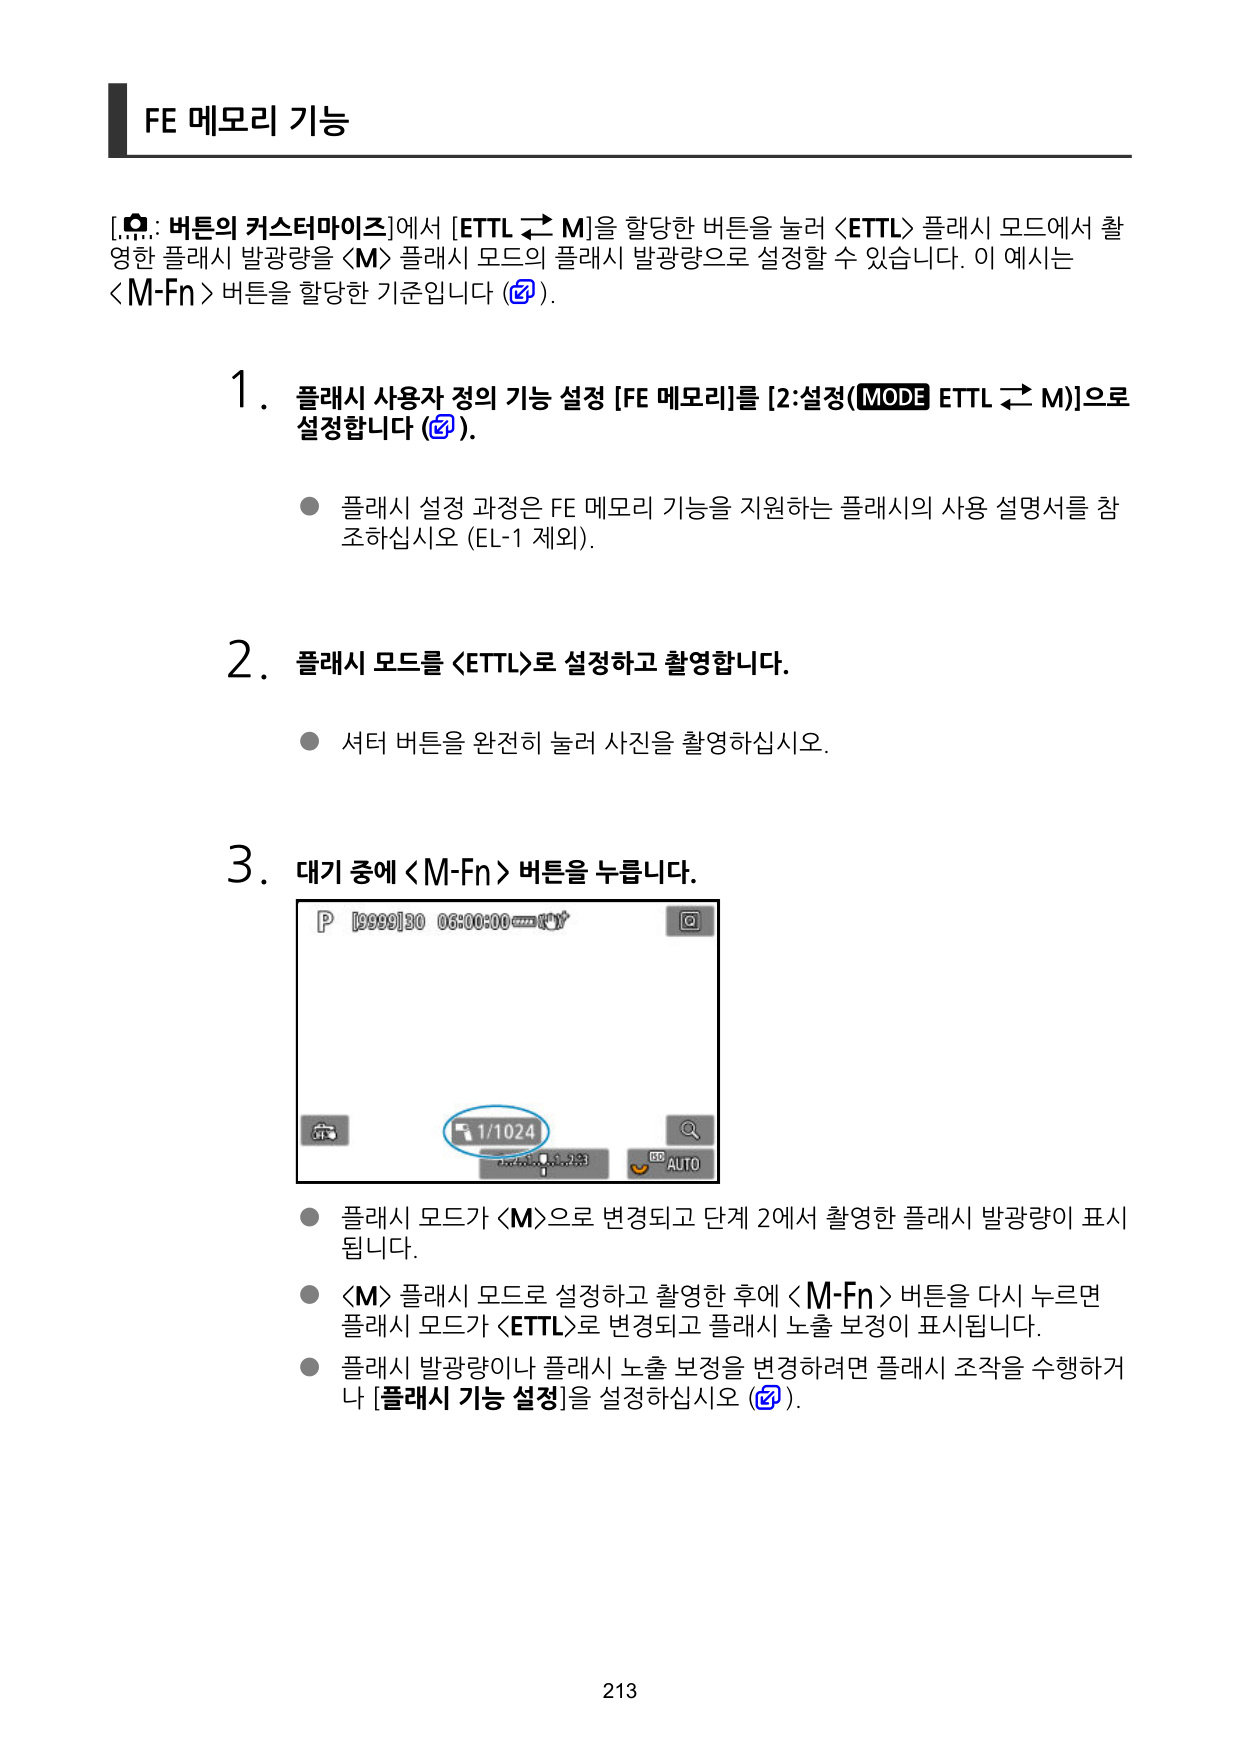 FE 메모리 기능
[: 버튼의 커스터마이즈]에서 [ETTL ⇄ M]을 할당한 버튼을 눌러 <ETTL> 플래시 모드에서 촬
영한 플래시 발광량을 <M> 플래시 모드의 플래시 발광량으로 설정할 수 있습니다. 이 예시는
<M-Fn> 버튼을 할당한 기준입니다 ( ).
1. 플래시 사용자 정의 기능 설정 [FE 메모리]를 [2:설정(MODE ETTL ⇄ M)]으로
설정합니다 ( ).
● 플래시 설정 과정은 FE 메모리 기능을 지원하는 플래시의 사용 설명서를 참
조하십시오 (EL-1 제외).
2. 플래시 모드를 <ETTL>로 설정하고 촬영합니다.
● 셔터 버튼을 완전히 눌러 사진을 촬영하십시오.
3. 대기 중에 <M-Fn> 버튼을 누릅니다.
P [9999]30 06:00:00 Q
1/1024
ISO AUTO
● 플래시 모드가 <M>으로 변경되고 단계 2에서 촬영한 플래시 발광량이 표시
됩니다.
● <M> 플래시 모드로 설정하고 촬영한 후에 <M-Fn> 버튼을 다시 누르면
플래시 모드가 <ETTL>로 변경되고 플래시 노출 보정이 표시됩니다.
● 플래시 발광량이나 플래시 노출 보정을 변경하려면 플래시 조작을 수행하거
나 [플래시 기능 설정]을 설정하십시오 ( ).
213